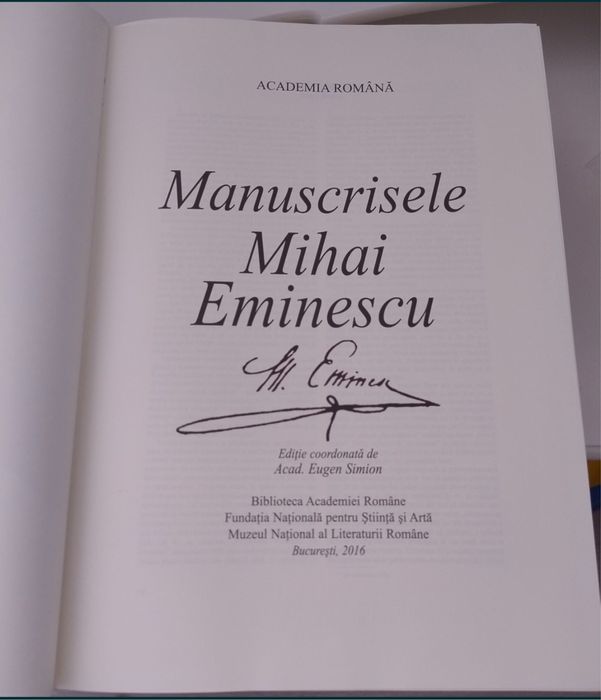 ACADEMIA ROMÂNĂ
Manuscrisele
Mihai
Eminescu
M. Eminescu
Ediție coordonată de
Acad. Eugen Simion
Biblioteca Academiei Române
Fundația Națională pentru Știință și Artă
Muzeul Național al Literaturii Române
București, 2016